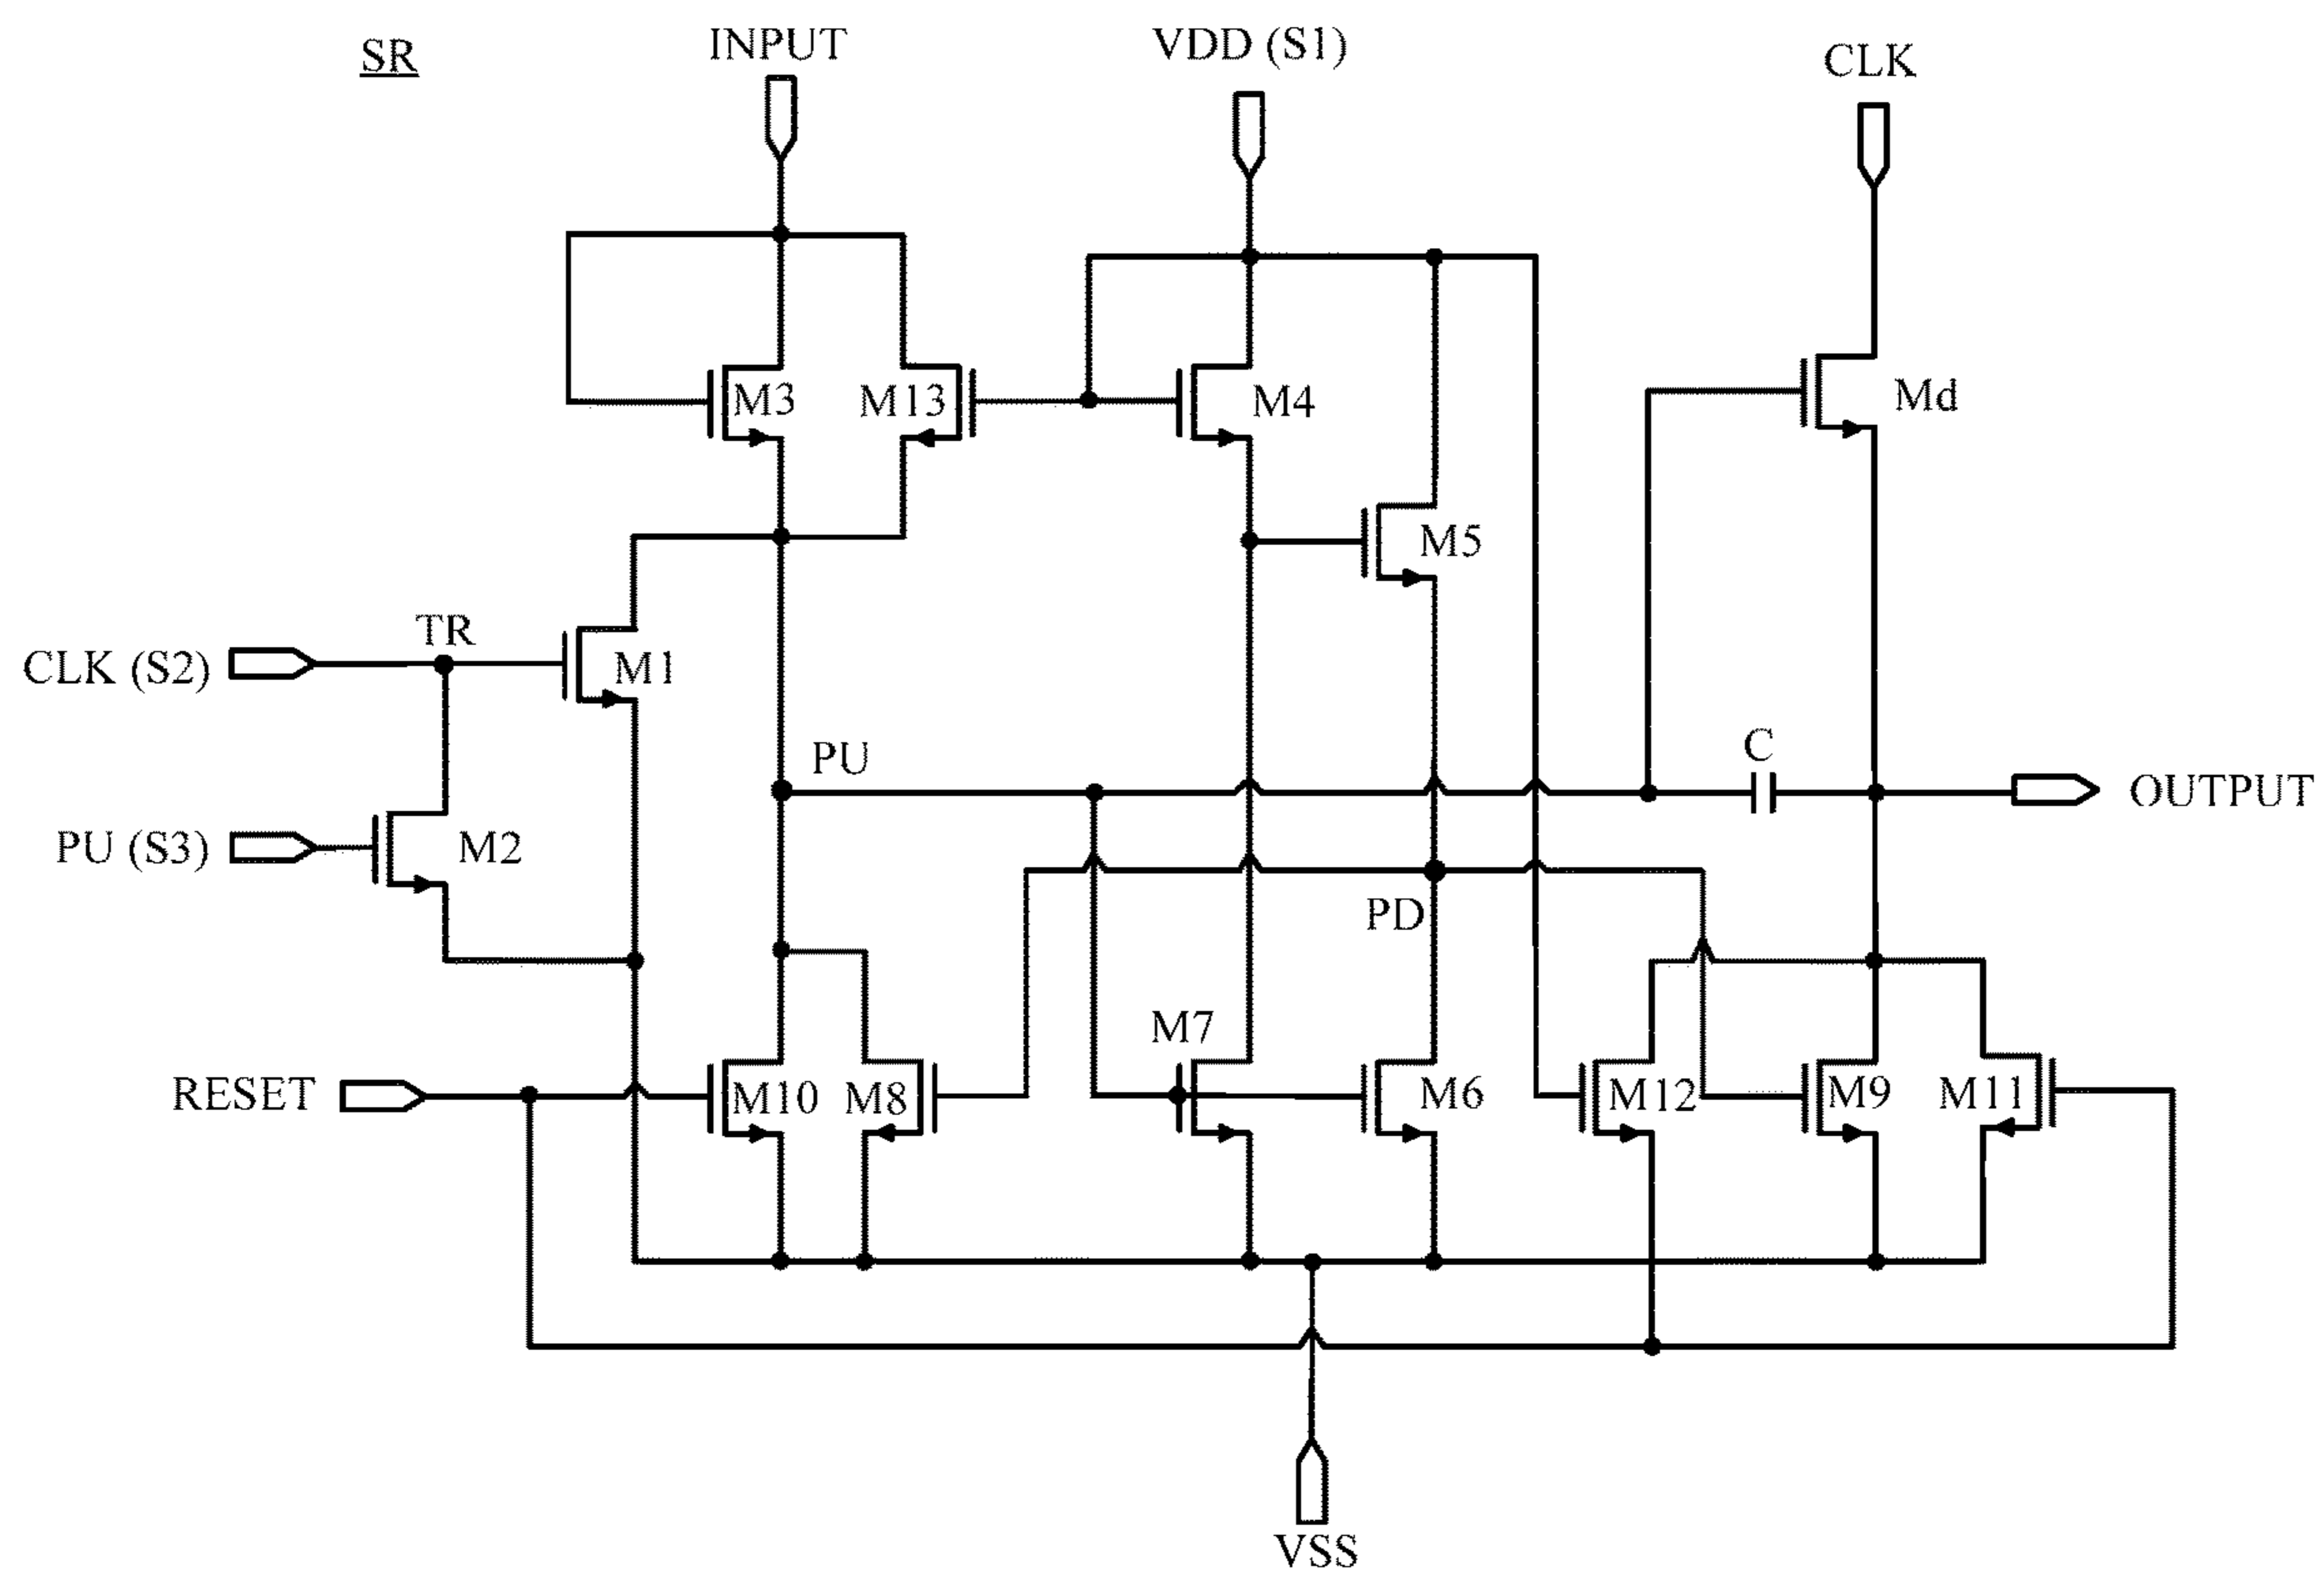 SR
INPUT
VDD (S1)
CLK
M3
M13
M4
Md
M5
TR
CLK (S2)
M1
PU
C
OUTPUT
PU (S3)
M2
PD
M7
RESET
M10
M8
M6
M12
M9
M11
VSS